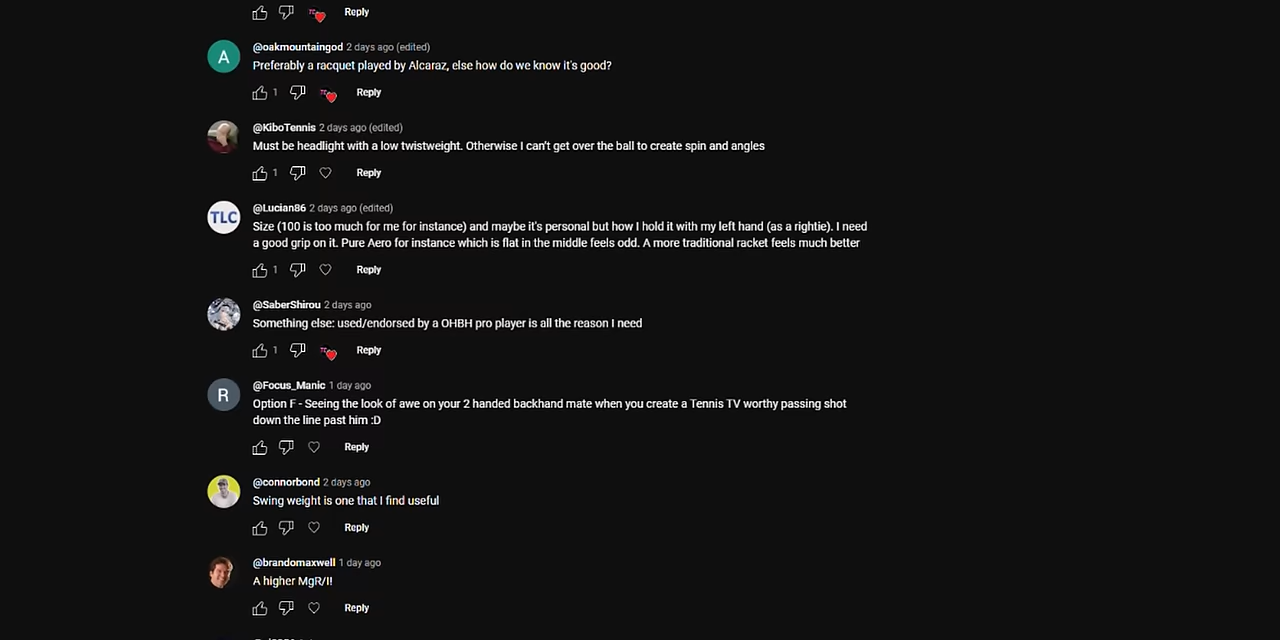 Reply
A
@oakmountaingod 2 days ago (edited)
Preferably a racquet played by Alcaraz, else how do we know it's good?
1 Reply
@KiboTennis 2 days ago (edited)
Must be headlight with a low twistweight. Otherwise I can't get over the ball to create spin and angles
1 Reply
TLC
@Lucian86 2 days ago (edited)
Size (100 is too much for me for instance) and maybe it's personal but how I hold it with my left hand (as a rightie). I need
a good grip on it. Pure Aero for instance which is flat in the middle feels odd. A more traditional racket feels much better
1 Reply
@SaberShirou 2 days ago
Something else: used/endorsed by a OHBH pro player is all the reason I need
1 Reply
R
@Focus_Manic 1 day ago
Option F - Seeing the look of awe on your 2 handed backhand mate when you create a Tennis TV worthy passing shot
down the line past him :D
Reply
@connorbond 2 days ago
Swing weight is one that I find useful
Reply
@brandomaxwell 1 day ago
A higher MgR/I!
Reply